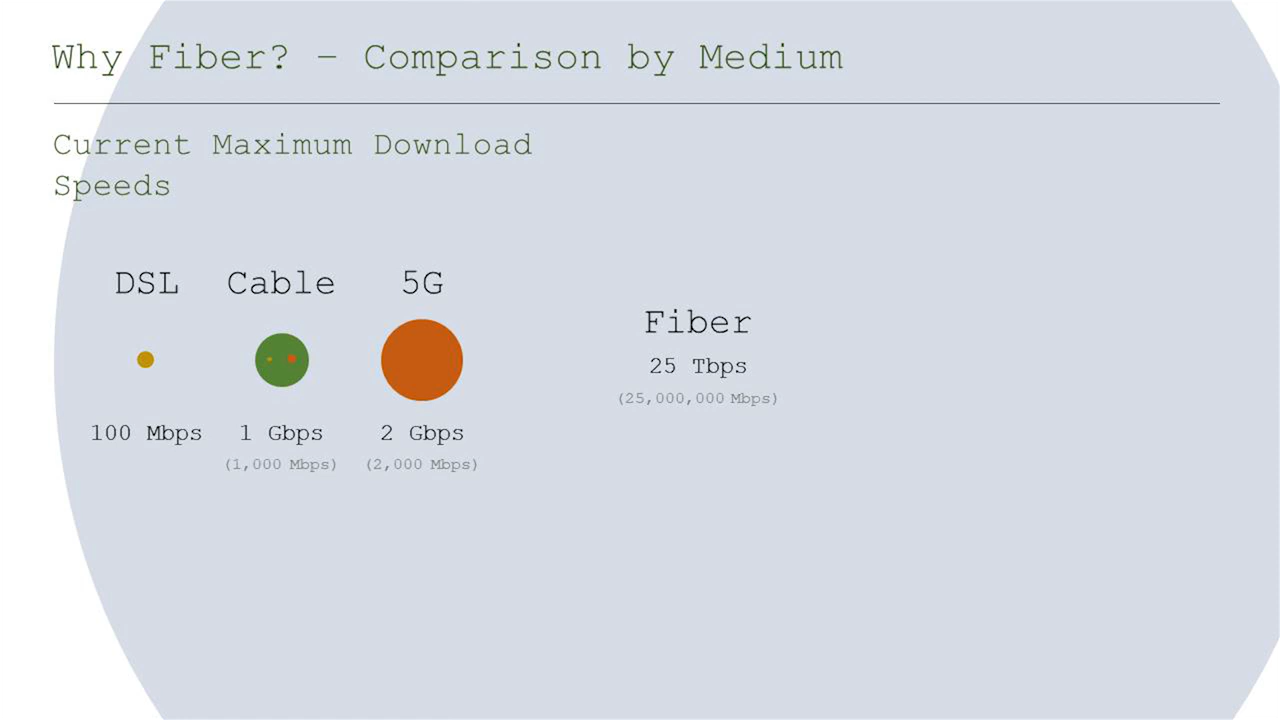 Why Fiber? – Comparison by Medium
Current Maximum Download
Speeds
DSL
100 Mbps
Cable
1 Gbps
(1,000 Mbps)
5G
2 Gbps
(2,000 Mbps)
Fiber
25 Tbps
(25,000,000 Mbps)